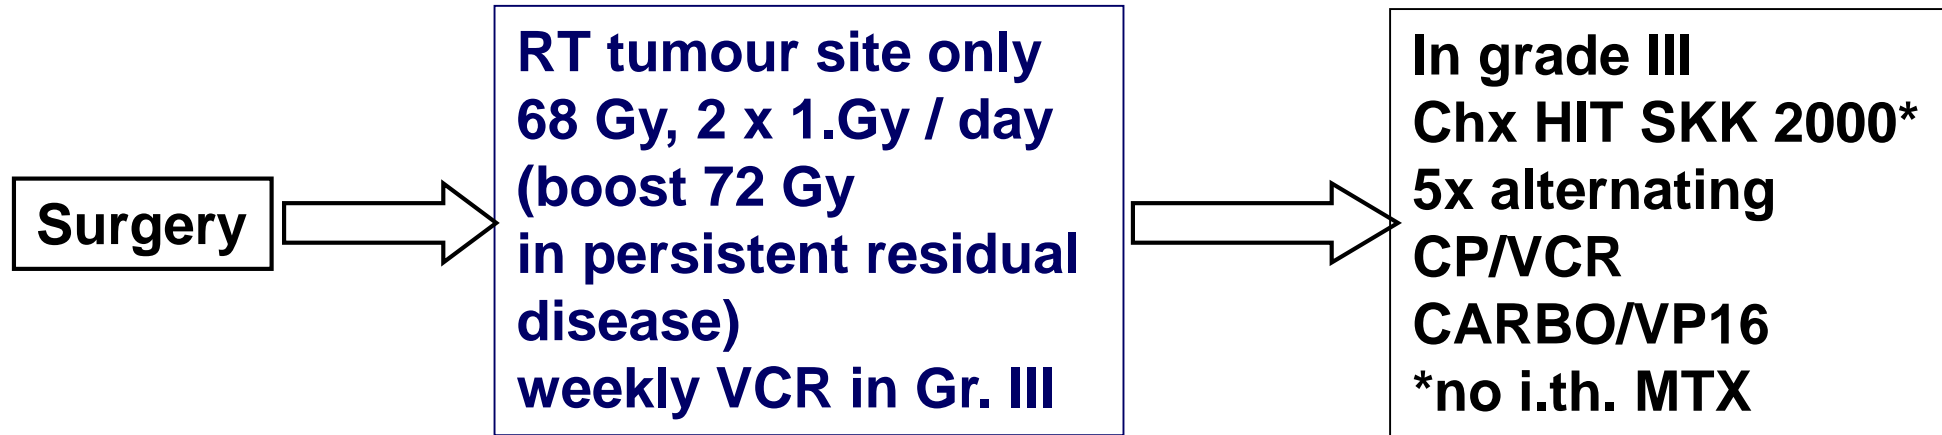 Surgery
RT tumour site only
68 Gy, 2 x 1.Gy / day
(boost 72 Gy
in persistent residual
disease)
weekly VCR in Gr. III
In grade III
Chx HIT SKK 2000*
5x alternating
CP/VCR
CARBO/VP16
*no i.th. MTX